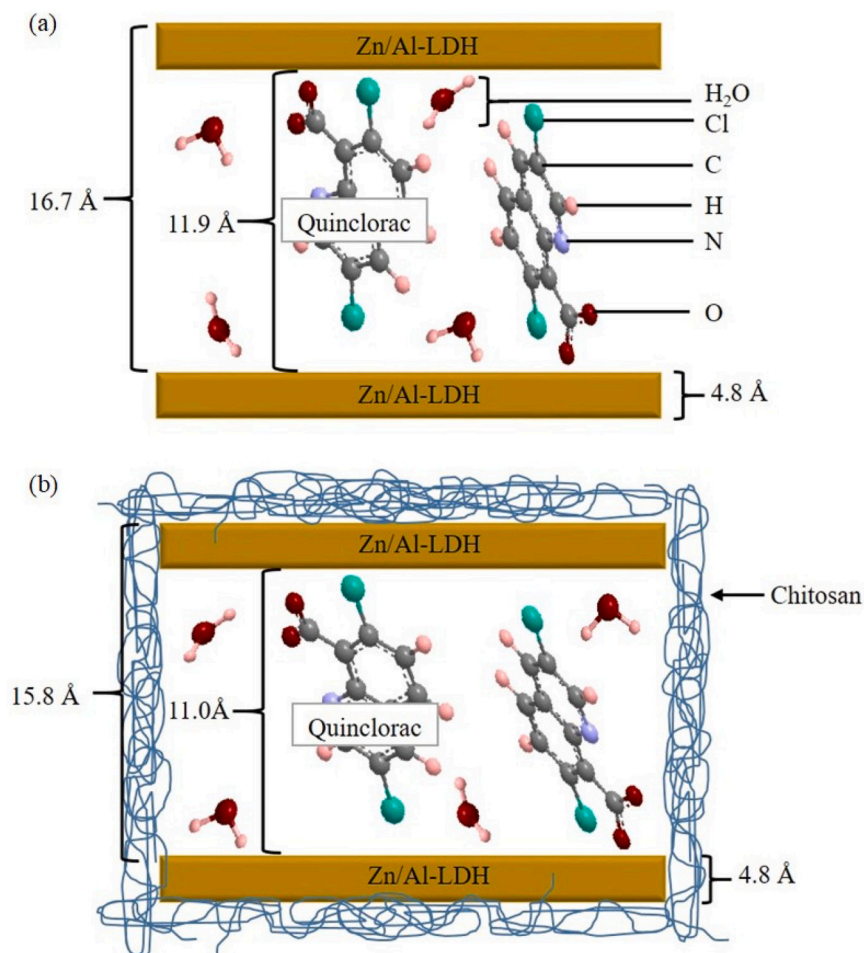 (a)
Zn/Al-LDH
H₂O
Cl
C
16.7 Å
H
11.9 Å
Quinclorac
N
O
Zn/Al-LDH
4.8 Å
(b)
Zn/Al-LDH
Chitosan
15.8 Å
11.0Å
Quinclorac
Zn/Al-LDH
4.8 Å